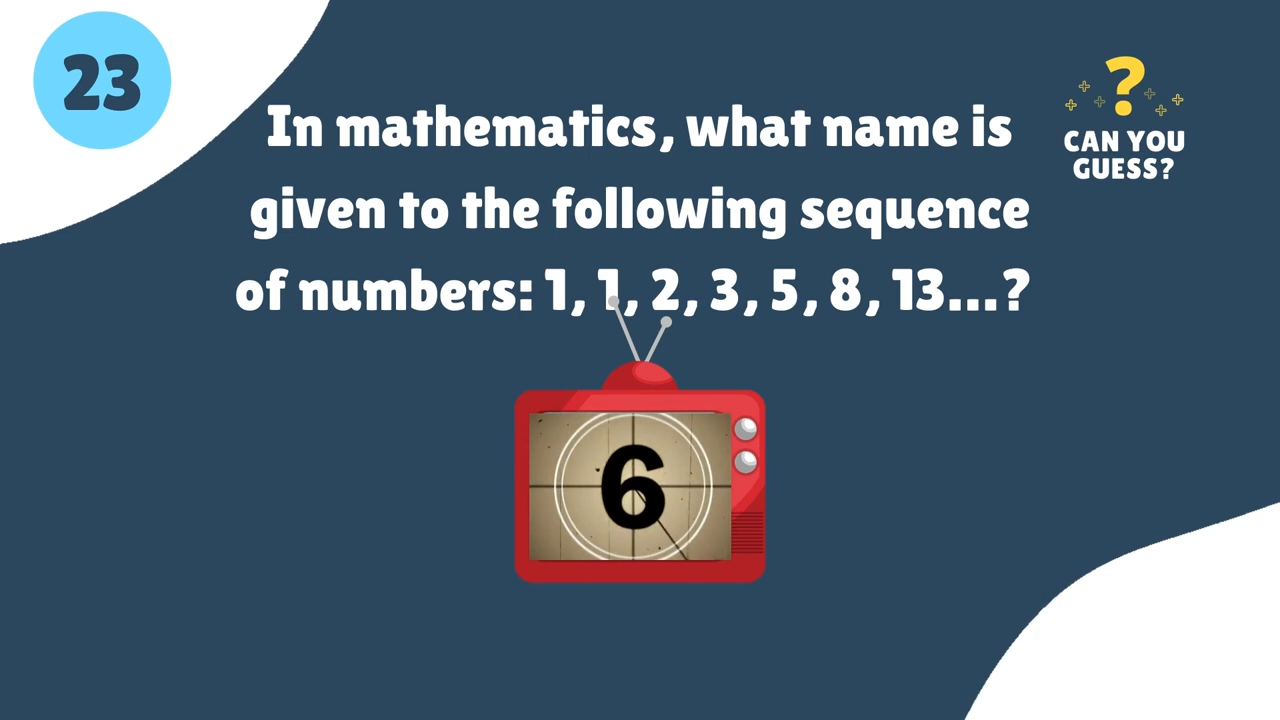 23
In mathematics, what name is
given to the following sequence
of numbers: 1, 1, 2, 3, 5, 8, 13...?
?
CAN YOU
GUESS?
6